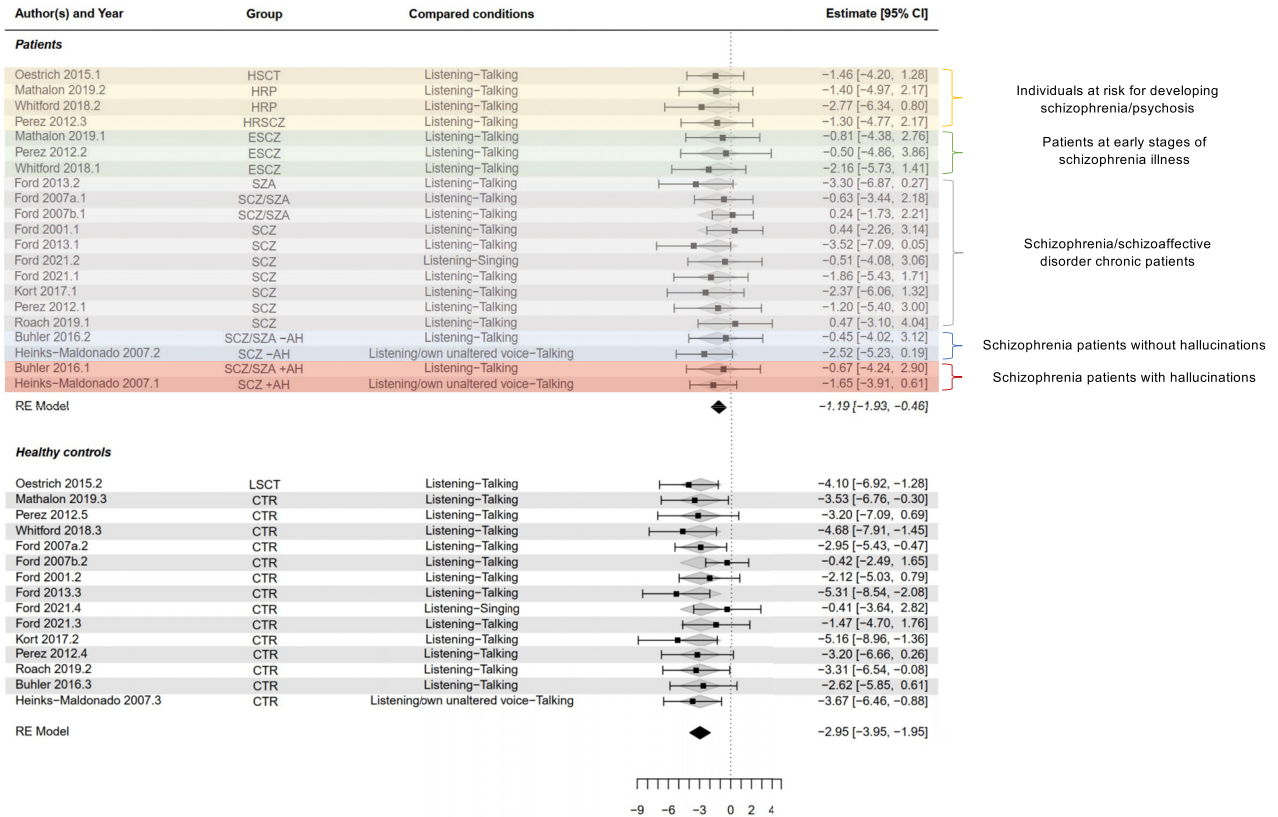 Author(s) and Year Group Compared conditions Estimate [95% CI]
Patients
Oestrich 2015.1 HSCT Listening−Talking −1.46 [−4.20, 1.28]
Mathalon 2019.2 HRP Listening−Talking −1.40 [−4.97, 2.17]
Whitford 2018.2 HRP Listening−Talking −2.77 [−6.34, 0.80]
Perez 2012.3 HRSCZ Listening−Talking −1.30 [−4.77, 2.17]
Individuals at risk for developing
schizophrenia/psychosis
Mathalon 2019.1 ESCZ Listening−Talking −0.81 [−4.38, 2.76]
Perez 2012.2 ESCZ Listening−Talking −0.50 [−4.86, 3.86]
Whitford 2018.1 ESCZ Listening−Talking −2.16 [−5.73, 1.41]
Patients at early stages of
schizophrenia illness
Ford 2013.2 SZA Listening−Talking −3.30 [−6.87, 0.27]
Ford 2007a.1 SCZ/SZA Listening−Talking −0.63 [−3.44, 2.18]
Ford 2007b.1 SCZ/SZA Listening−Talking 0.24 [−1.73, 2.21]
Ford 2001.1 SCZ Listening−Talking 0.44 [−2.26, 3.14]
Ford 2013.1 SCZ Listening−Talking −3.52 [−7.09, 0.05]
Ford 2021.2 SCZ Listening−Singing −0.51 [−4.08, 3.06]
Ford 2021.1 SCZ Listening−Talking −1.86 [−5.43, 1.71]
Kort 2017.1 SCZ Listening−Talking −2.37 [−6.06, 1.32]
Perez 2012.1 SCZ Listening−Talking −1.20 [−5.40, 3.00]
Roach 2019.1 SCZ Listening−Talking 0.47 [−3.10, 4.04]
Schizophrenia/schizoaffective
disorder chronic patients
Buhler 2016.2 SCZ/SZA −AH Listening−Talking −0.45 [−4.02, 3.12]
Heinks−Maldonado 2007.2 SCZ −AH Listening/own unaltered voice−Talking −2.52 [−5.23, 0.19]
Schizophrenia patients without hallucinations
Buhler 2016.1 SCZ/SZA +AH Listening−Talking −0.67 [−4.24, 2.90]
Heinks−Maldonado 2007.1 SCZ +AH Listening/own unaltered voice−Talking −1.65 [−3.91, 0.61]
Schizophrenia patients with hallucinations
RE Model −1.19 [−1.93, −0.46]
Healthy controls
Oestrich 2015.2 LSCT Listening−Talking −4.10 [−6.92, −1.28]
Mathalon 2019.3 CTR Listening−Talking −3.53 [−6.76, −0.30]
Perez 2012.5 CTR Listening−Talking −3.20 [−7.09, 0.69]
Whitford 2018.3 CTR Listening−Talking −4.68 [−7.91, −1.45]
Ford 2007a.2 CTR Listening−Talking −2.95 [−5.43, −0.47]
Ford 2007b.2 CTR Listening−Talking −0.42 [−2.49, 1.65]
Ford 2001.2 CTR Listening−Talking −2.12 [−5.03, 0.79]
Ford 2013.3 CTR Listening−Talking −5.31 [−8.54, −2.08]
Ford 2021.4 CTR Listening−Singing −0.41 [−3.64, 2.82]
Ford 2021.3 CTR Listening−Talking −1.47 [−4.70, 1.76]
Kort 2017.2 CTR Listening−Talking −5.16 [−8.96, −1.36]
Perez 2012.4 CTR Listening−Talking −3.20 [−6.66, 0.26]
Roach 2019.2 CTR Listening−Talking −3.31 [−6.54, −0.08]
Buhler 2016.3 CTR Listening−Talking −2.62 [−5.85, 0.61]
Heinks−Maldonado 2007.3 CTR Listening/own unaltered voice−Talking −3.67 [−6.46, −0.88]
RE Model −2.95 [−3.95, −1.95]
−9 −6 −3 0 2 4